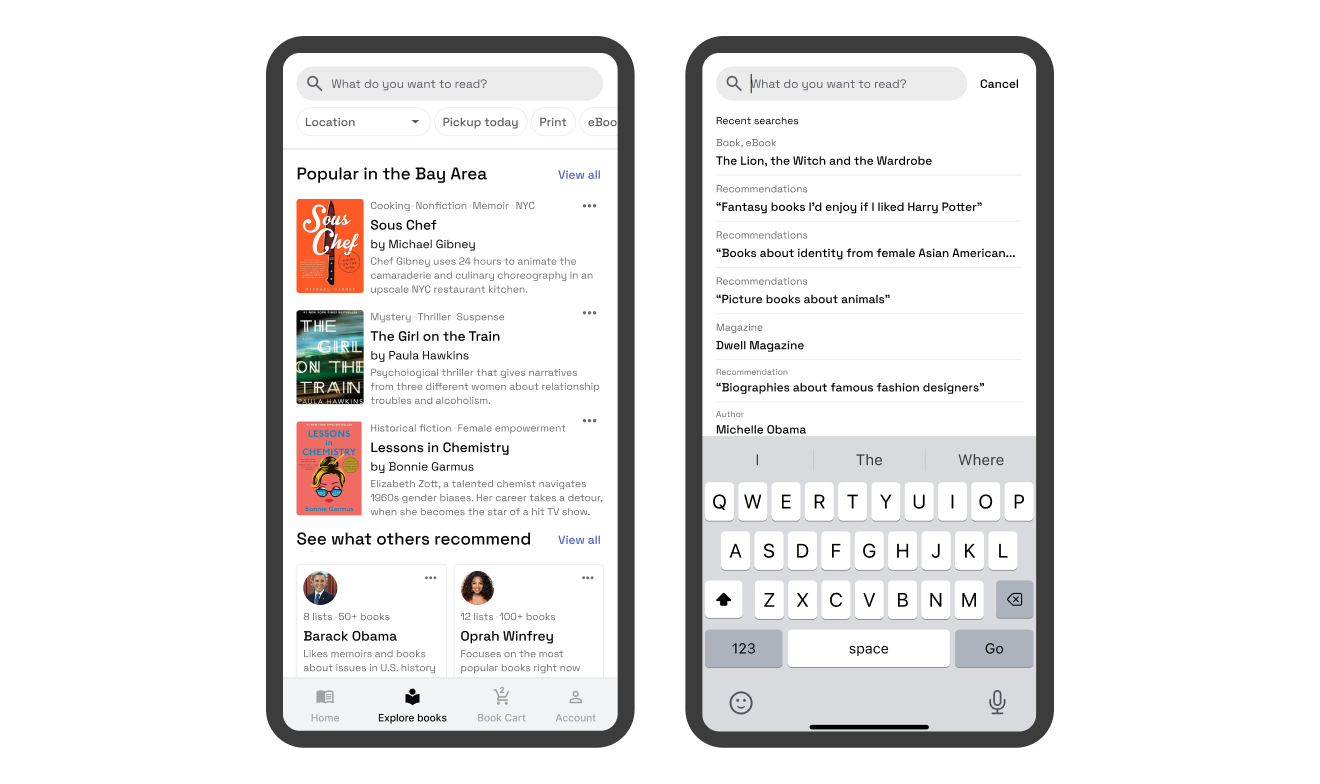 What do you want to read?
Location
Pickup today
Print
eBoo
Popular in the Bay Area
View all
Sous Chef
MICHAEL GIBNEY
Cooking · Nonfiction · Memoir · NYC
Sous Chef
by Michael Gibney
Chef Gibney uses 24 hours to animate the
camaraderie and culinary choreography in an
upscale NYC restaurant kitchen.
THE
GIRL
ON THE
TRAIN
PAULA HAWKINS
Mystery · Thriller · Suspense
The Girl on the Train
by Paula Hawkins
Psychological thriller that gives narratives
from three different women about relationship
troubles and alcoholism.
LESSONS
in
CHEMISTRY
Bonnie Garmus
Historical fiction · Female empowerment
Lessons in Chemistry
by Bonnie Garmus
Elizabeth Zott, a talented chemist navigates
1960s gender biases. Her career takes a detour,
when she becomes the star of a hit TV show.
See what others recommend
View all
8 lists · 50+ books
Barack Obama
Likes memoirs and books
about issues in U.S. history
12 lists · 100+ books
Oprah Winfrey
Focuses on the most
popular books right now
2
Home
Explore books
Book Cart
Account
What do you want to read?
Cancel
Recent searches
Book, eBook
The Lion, the Witch and the Wardrobe
Recommendations
“Fantasy books I’d enjoy if I liked Harry Potter”
Recommendations
“Books about identity from female Asian American...
Recommendations
“Picture books about animals”
Magazine
Dwell Magazine
Recommendation
“Biographies about famous fashion designers”
Author
Michelle Obama
I The Where
Q W E R T Y U I O P
A S D F G H J K L
Z X C V B N M
123 space Go